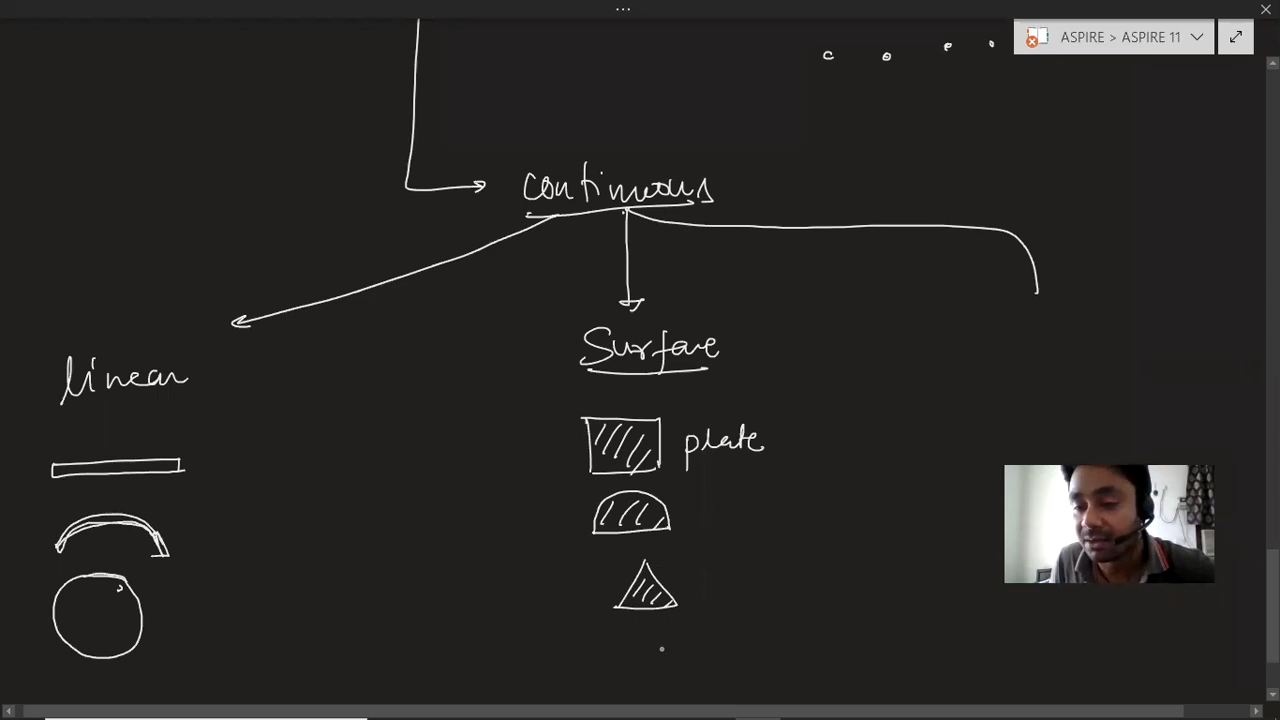 ASPIRE > ASPIRE 11
continuous
Surface
linear
plate